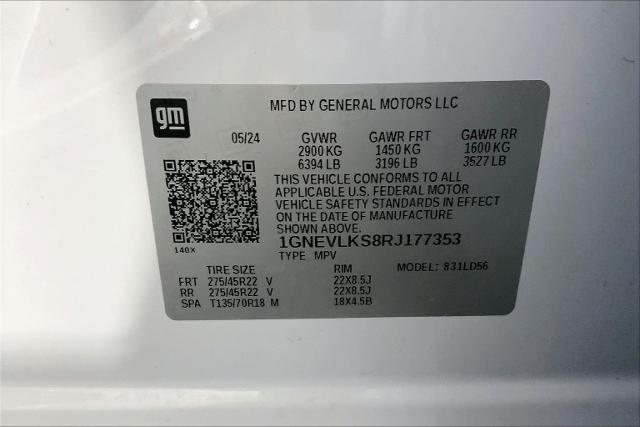 gm
MFD BY GENERAL MOTORS LLC
05/24 GVWR GAWR FRT GAWR RR
2900 KG 1450 KG 1600 KG
6394 LB 3196 LB 3527 LB
THIS VEHICLE CONFORMS TO ALL
APPLICABLE U.S. FEDERAL MOTOR
VEHICLE SAFETY STANDARDS IN EFFECT
ON THE DATE OF MANUFACTURE
SHOWN ABOVE.
1GNEVLKS8RJ177353
140X
TYPE MPV
MODEL: 831LD56
TIRE SIZE RIM
FRT 275/45R22 V 22X8.5J
RR 275/45R22 V 22X8.5J
SPA T135/70R18 M 18X4.5B